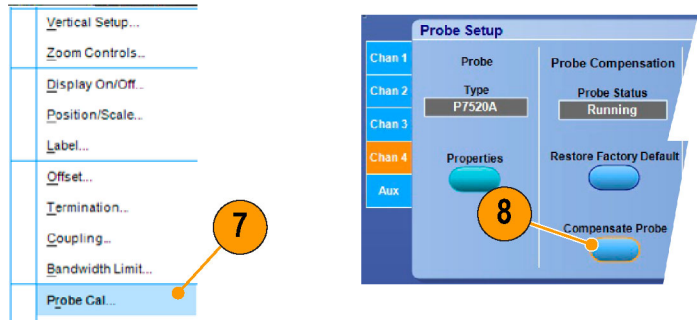 Vertical Setup...
Zoom Controls...
Display On/Off...
Position/Scale...
Label...
Offset...
Termination...
Coupling...
Bandwidth Limit...
Probe Cal...
7
Probe Setup
Chan 1
Chan 2
Chan 3
Chan 4
Aux
Probe
Type
P7520A
Properties
Probe Compensation
Probe Status
Running
Restore Factory Default
Compensate Probe
8